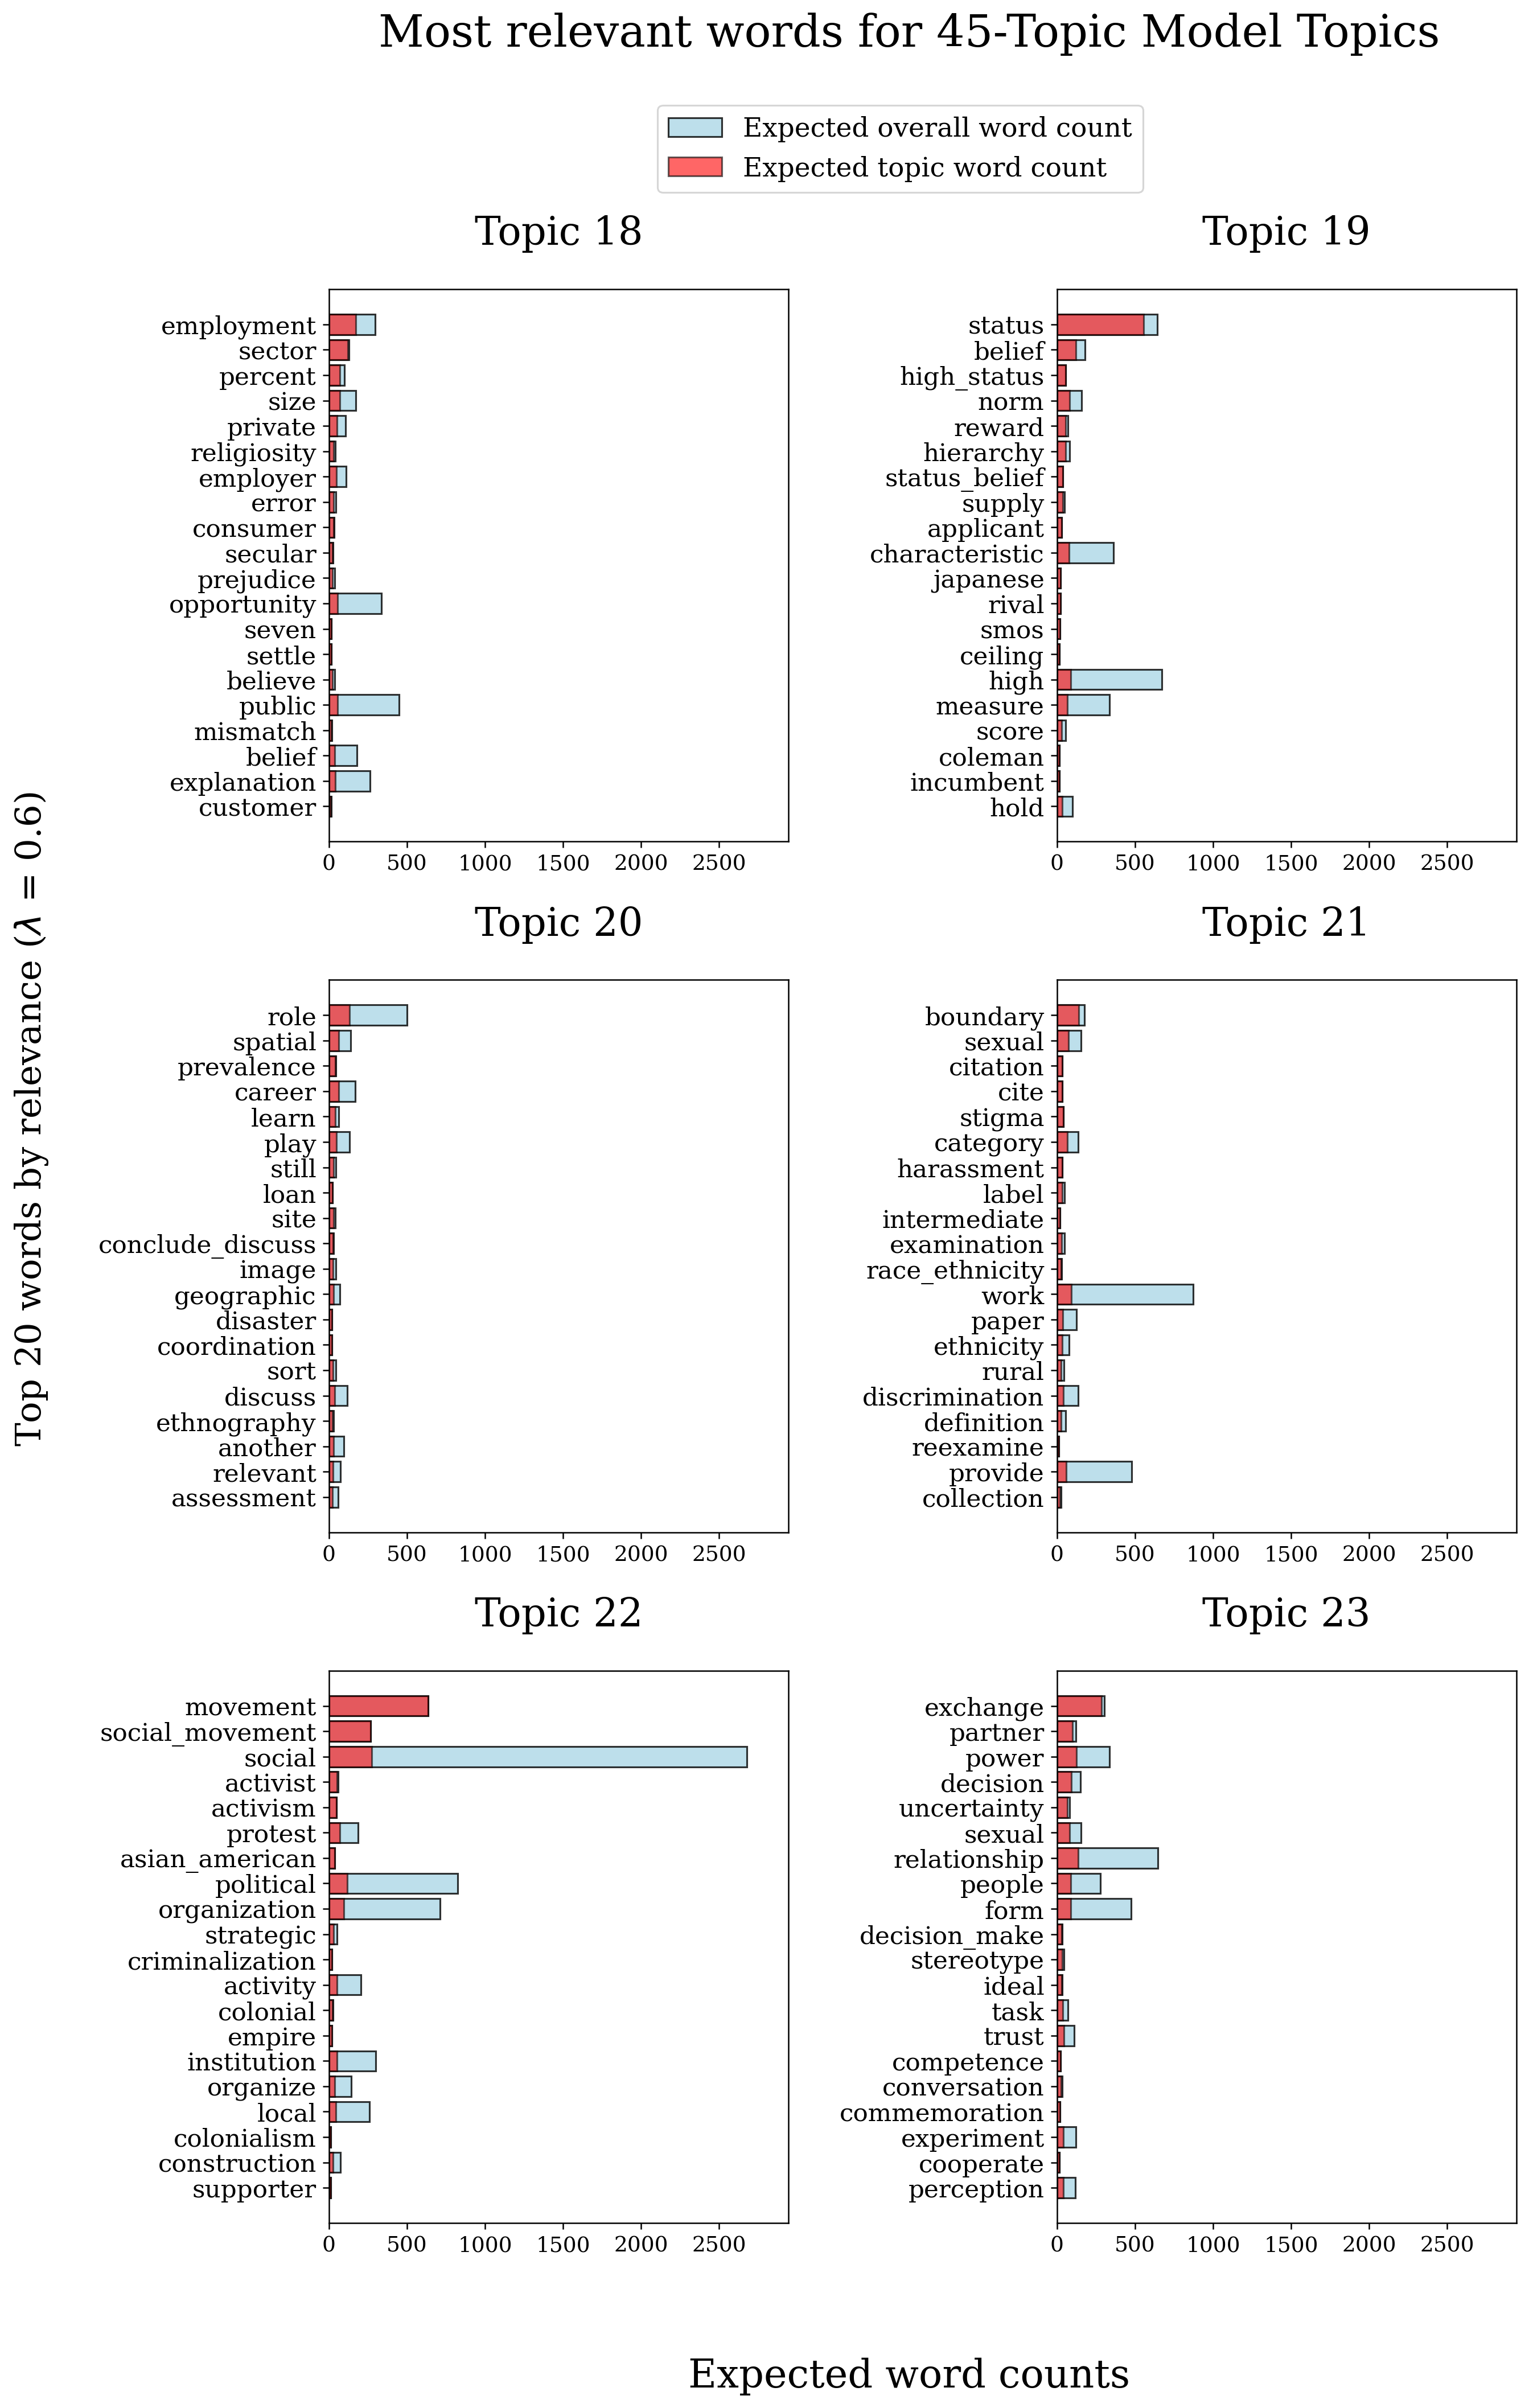 Most relevant words for 45-Topic Model Topics
Expected overall word count
Expected topic word count
Top 20 words by relevance (λ = 0.6)
Topic 18
employment
sector
percent
size
private
religiosity
employer
error
consumer
secular
prejudice
opportunity
seven
settle
believe
public
mismatch
belief
explanation
customer
0 500 1000 1500 2000 2500
Topic 19
status
belief
high_status
norm
reward
hierarchy
status_belief
supply
applicant
characteristic
japanese
rival
smos
ceiling
high
measure
score
coleman
incumbent
hold
0 500 1000 1500 2000 2500
Topic 20
role
spatial
prevalence
career
learn
play
still
loan
site
conclude_discuss
image
geographic
disaster
coordination
sort
discuss
ethnography
another
relevant
assessment
0 500 1000 1500 2000 2500
Topic 21
boundary
sexual
citation
cite
stigma
category
harassment
label
intermediate
examination
race_ethnicity
work
paper
ethnicity
rural
discrimination
definition
reexamine
provide
collection
0 500 1000 1500 2000 2500
Topic 22
movement
social_movement
social
activist
activism
protest
asian_american
political
organization
strategic
criminalization
activity
colonial
empire
institution
organize
local
colonialism
construction
supporter
0 500 1000 1500 2000 2500
Topic 23
exchange
partner
power
decision
uncertainty
sexual
relationship
people
form
decision_make
stereotype
ideal
task
trust
competence
conversation
commemoration
experiment
cooperate
perception
0 500 1000 1500 2000 2500
Expected word counts